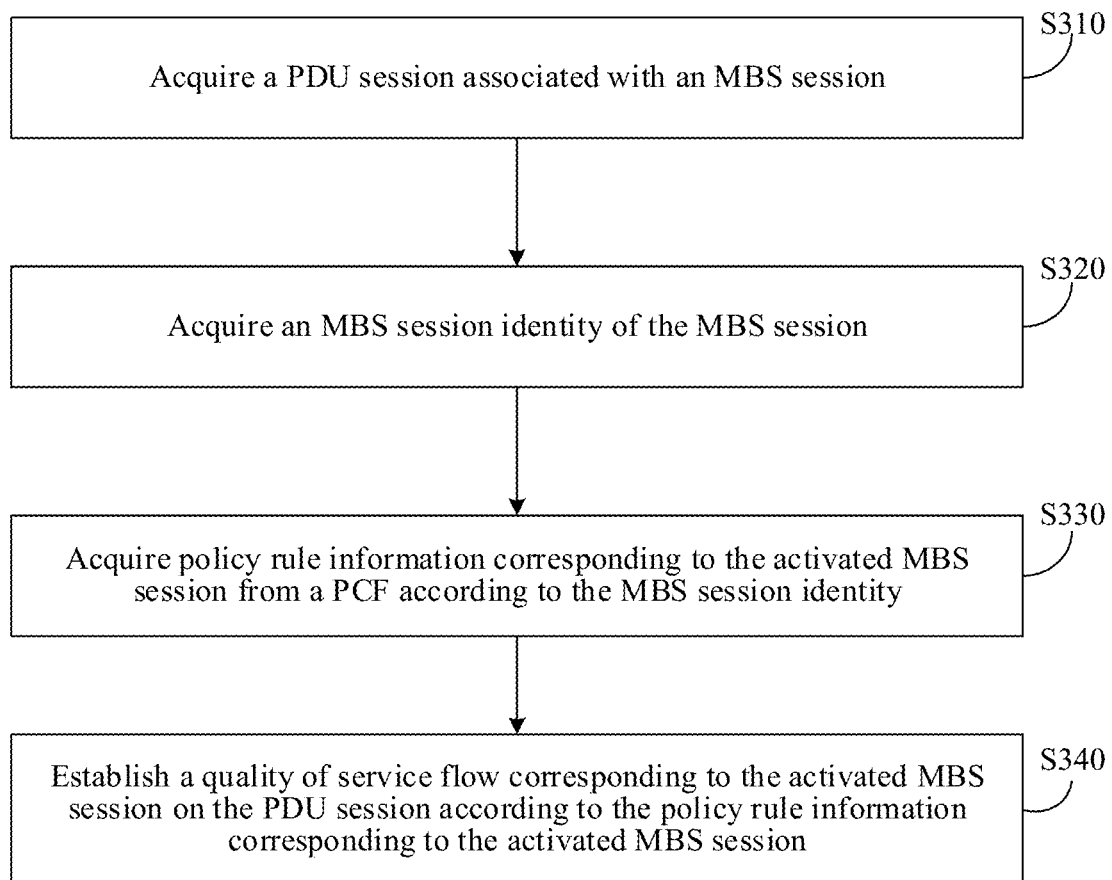 S310
Acquire a PDU session associated with an MBS session
S320
Acquire an MBS session identity of the MBS session
S330
Acquire policy rule information corresponding to the activated MBS
session from a PCF according to the MBS session identity
S340
Establish a quality of service flow corresponding to the activated MBS
session on the PDU session according to the policy rule information
corresponding to the activated MBS session